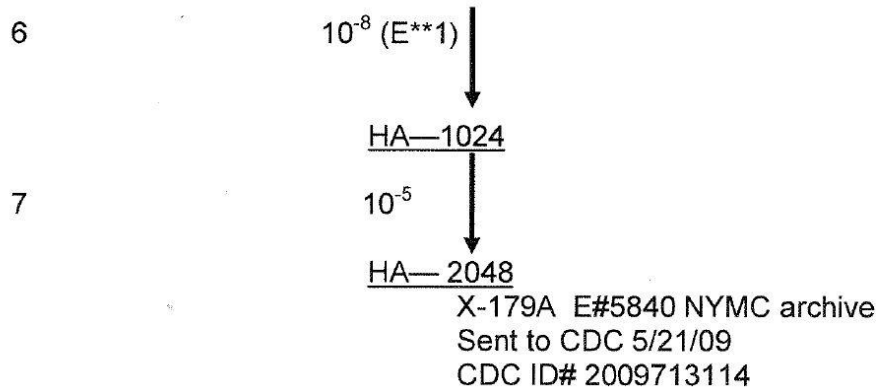 6 10⁻⁸ (E**1)
HA—1024
7 10⁻⁵
HA— 2048
X-179A E#5840 NYMC archive
Sent to CDC 5/21/09
CDC ID# 2009713114